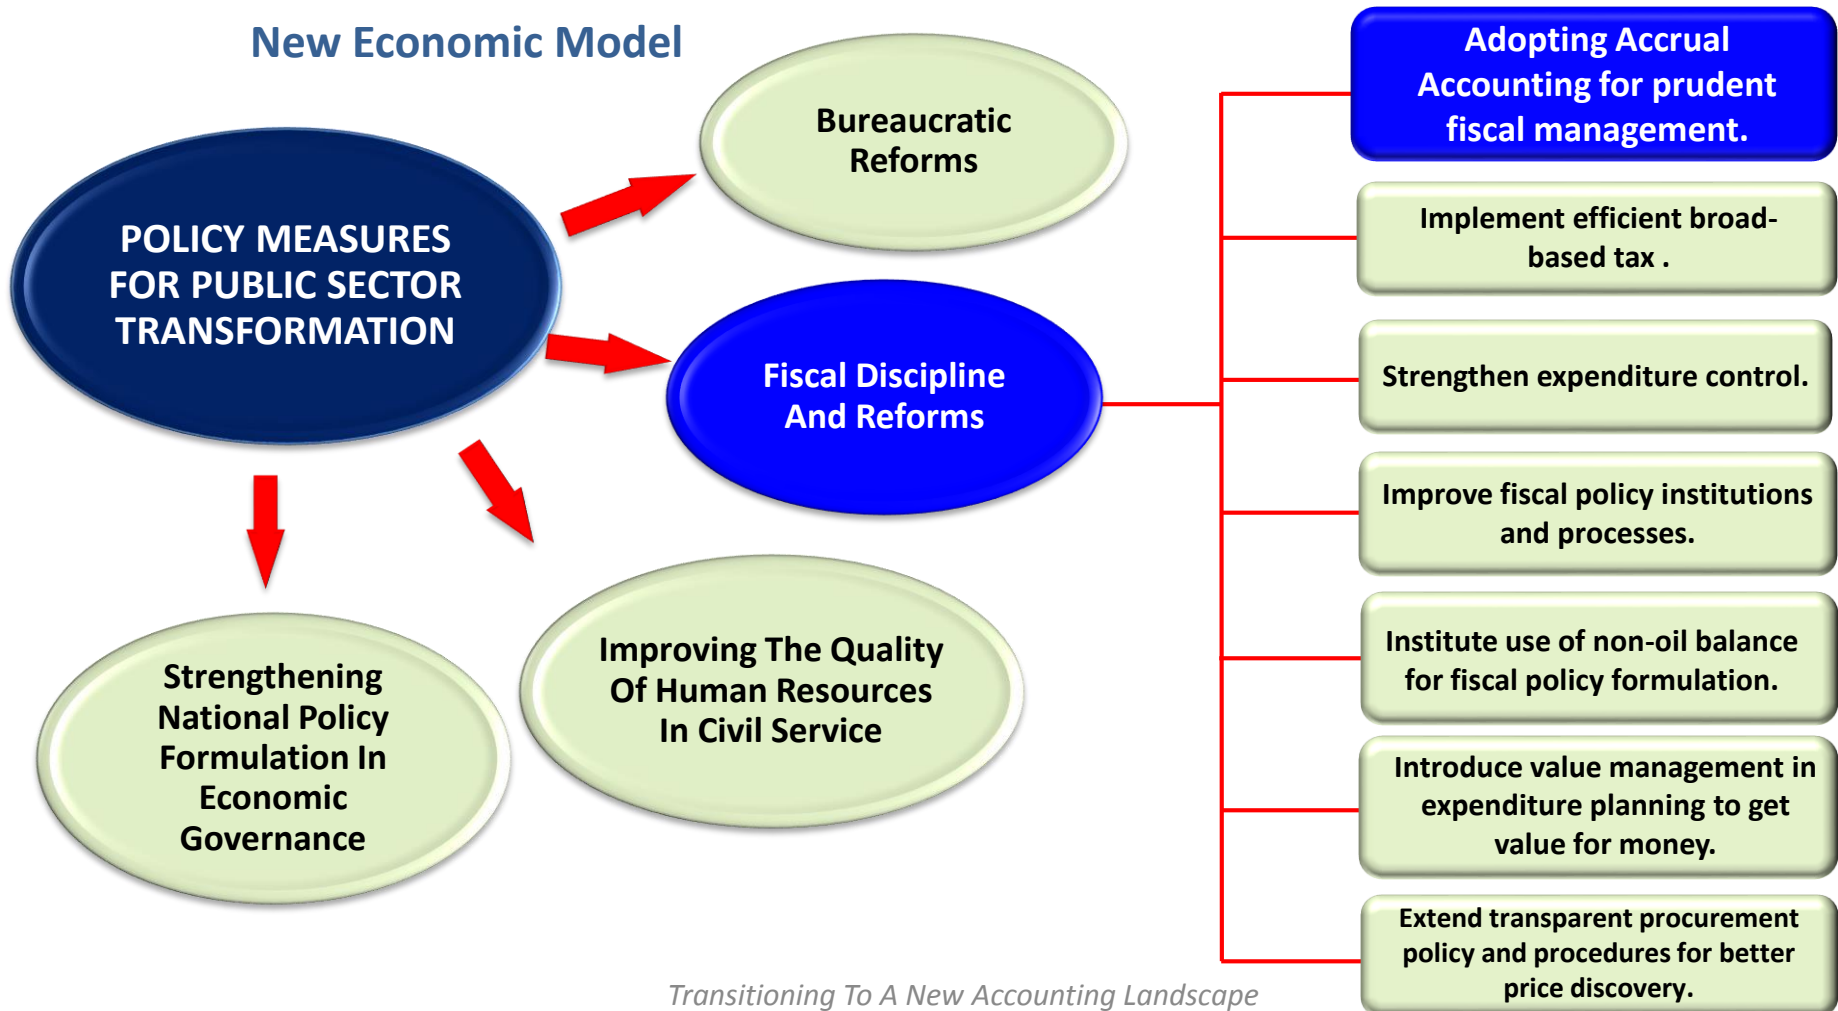 New Economic Model
POLICY MEASURES
FOR PUBLIC SECTOR
TRANSFORMATION
Bureaucratic
Reforms
Fiscal Discipline
And Reforms
Improving The Quality
Of Human Resources
In Civil Service
Strengthening
National Policy
Formulation In
Economic
Governance
Adopting Accrual
Accounting for prudent
fiscal management.
Implement efficient broad-
based tax .
Strengthen expenditure control.
Improve fiscal policy institutions
and processes.
Institute use of non-oil balance
for fiscal policy formulation.
Introduce value management in
expenditure planning to get
value for money.
Extend transparent procurement
policy and procedures for better
price discovery.
Transitioning To A New Accounting Landscape